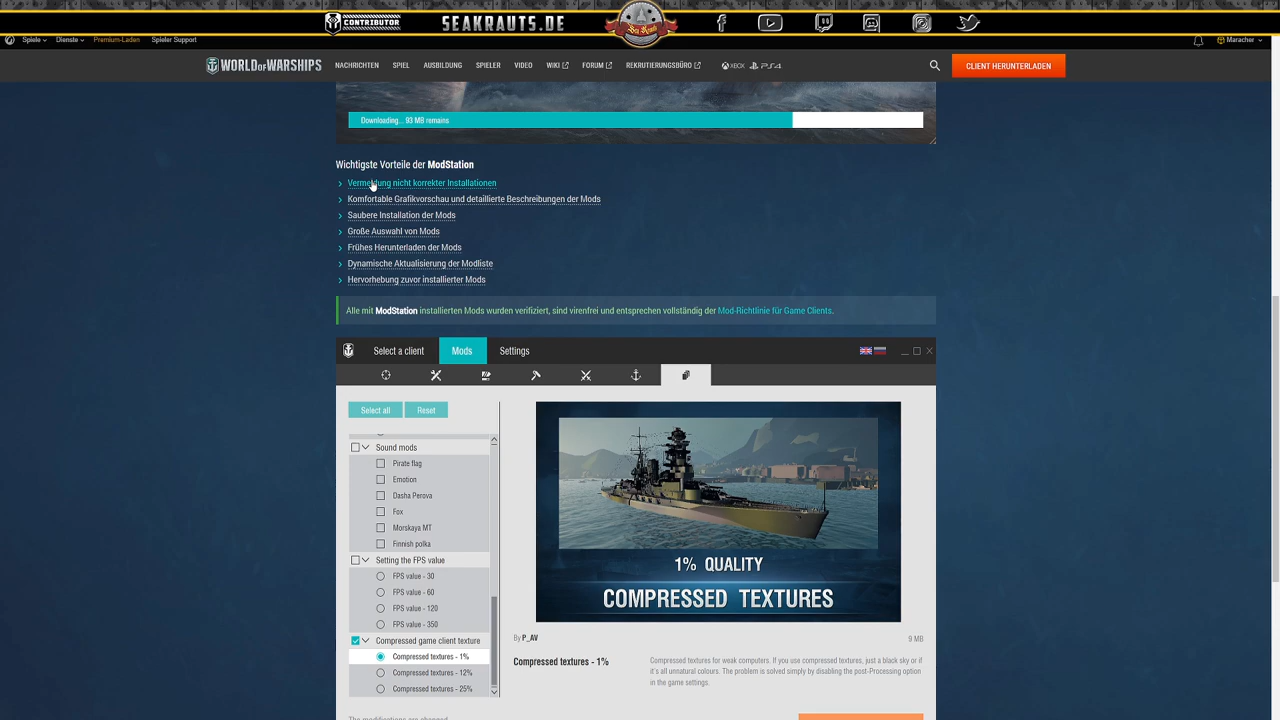 CONTRIBUTOR
SEAKRAUTS.DE
Sea Krauts
Spiele
Dienste
Premium-Laden
Spieler Support
Maracher
WORLD OF WARSHIPS
NACHRICHTEN
SPIEL
AUSBILDUNG
SPIELER
VIDEO
WIKI
FORUM
REKRUTIERUNGSBÜRO
XBOX
PS4
CLIENT HERUNTERLADEN
Downloading... 93 MB remains
Wichtigste Vorteile der ModStation
Vermeidung nicht korrekter Installationen
Komfortable Grafikvorschau und detaillierte Beschreibungen der Mods
Saubere Installation der Mods
Große Auswahl von Mods
Frühes Herunterladen der Mods
Dynamische Aktualisierung der Modliste
Hervorhebung zuvor installierter Mods
Alle mit ModStation installierten Mods wurden verifiziert, sind virenfrei und entsprechen vollständig der Mod-Richtlinie für Game Clients.
Select a client
Mods
Settings
Select all
Reset
Sound mods
Pirate flag
Emotion
Dasha Perova
Fox
Morskaya MT
Finnish polka
Setting the FPS value
FPS value - 30
FPS value - 60
FPS value - 120
FPS value - 350
Compressed game client texture
Compressed textures - 1%
Compressed textures - 12%
Compressed textures - 25%
1% QUALITY
COMPRESSED TEXTURES
By P_AV
9 MB
Compressed textures - 1%
Compressed textures for weak computers. If you use compressed textures, just a black sky or if
it's all unnatural colours. The problem is solved simply by disabling the post-Processing option
in the game settings.
The modifications are changed